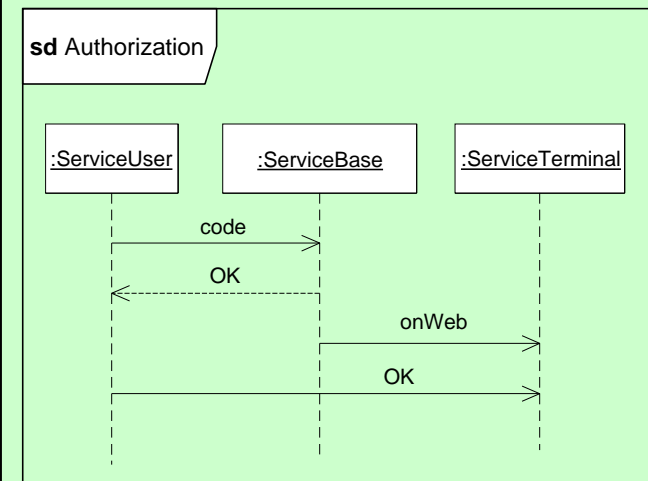 sd Authorization
:ServiceUser
:ServiceBase
:ServiceTerminal
code
OK
onWeb
OK